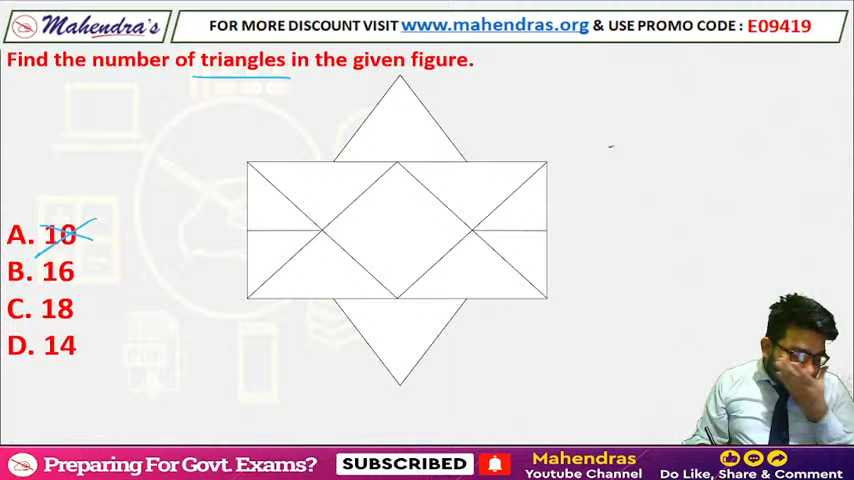 Mahendra's
FOR MORE DISCOUNT VISIT www.mahendras.org & USE PROMO CODE : E09419
Find the number of triangles in the given figure.
A. 10
B. 16
C. 18
D. 14
Preparing For Govt. Exams?
SUBSCRIBED
Mahendras
Youtube Channel
Do Like, Share & Comment